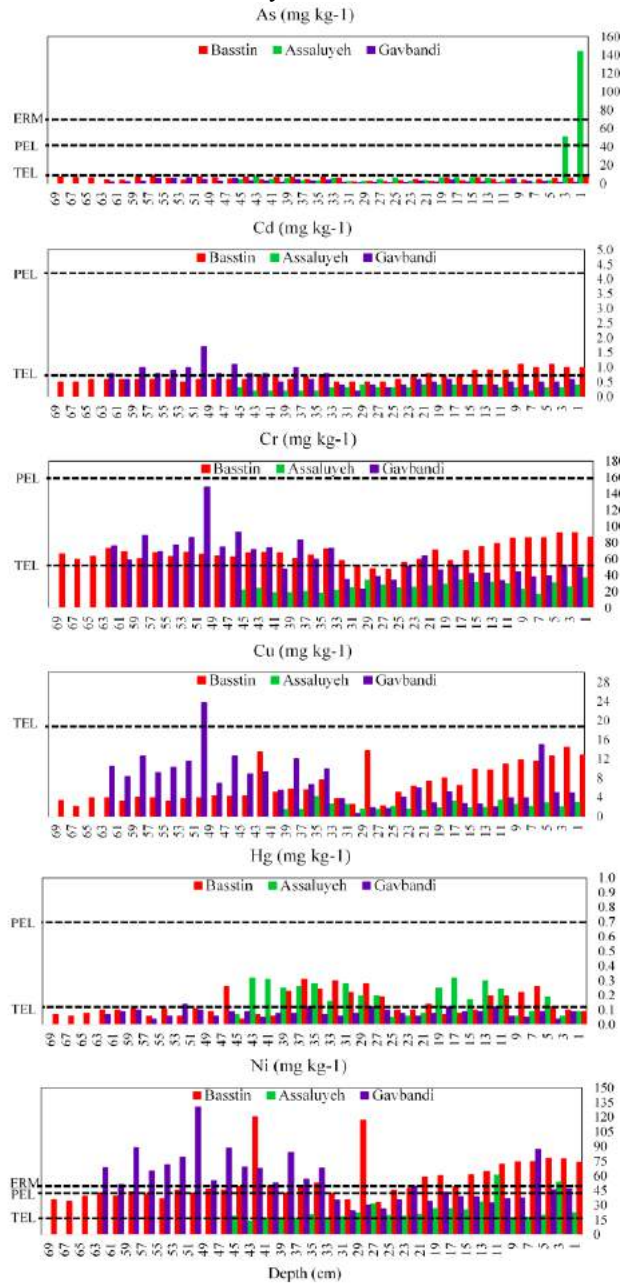 As (mg kg-1)
Basstin Assaluyeh Gavbandi
160
140
120
100
80
60
40
20
0
ERM
PEL
TEL
69 67 65 63 61 59 57 55 53 51 49 47 45 43 41 39 37 35 33 31 29 27 25 23 21 19 17 15 13 11 9 7 5 3 1
Cd (mg kg-1)
Basstin Assaluyeh Gavbandi
5.0
4.5
4.0
3.5
3.0
2.5
2.0
1.5
1.0
0.5
0.0
PEL
TEL
69 67 65 63 61 59 57 55 53 51 49 47 45 43 41 39 37 35 33 31 29 27 25 23 21 19 17 15 13 11 9 7 5 3 1
Cr (mg kg-1)
Basstin Assaluyeh Gavbandi
180
160
140
120
100
80
60
40
20
0
PEL
TEL
69 67 65 63 61 59 57 55 53 51 49 47 45 43 41 39 37 35 33 31 29 27 25 23 21 19 17 15 13 11 9 7 5 3 1
Cu (mg kg-1)
Basstin Assaluyeh Gavbandi
28
24
20
16
12
8
4
0
TEL
69 67 65 63 61 59 57 55 53 51 49 47 45 43 41 39 37 35 33 31 29 27 25 23 21 19 17 15 13 11 9 7 5 3 1
Hg (mg kg-1)
Basstin Assaluyeh Gavbandi
1.0
0.9
0.8
0.7
0.6
0.5
0.4
0.3
0.2
0.1
0.0
PEL
TEL
69 67 65 63 61 59 57 55 53 51 49 47 45 43 41 39 37 35 33 31 29 27 25 23 21 19 17 15 13 11 9 7 5 3 1
Ni (mg kg-1)
Basstin Assaluyeh Gavbandi
150
135
120
105
90
75
60
45
30
15
0
ERM
PEL
TEL
69 67 65 63 61 59 57 55 53 51 49 47 45 43 41 39 37 35 33 31 29 27 25 23 21 19 17 15 13 11 9 7 5 3 1
Depth (cm)